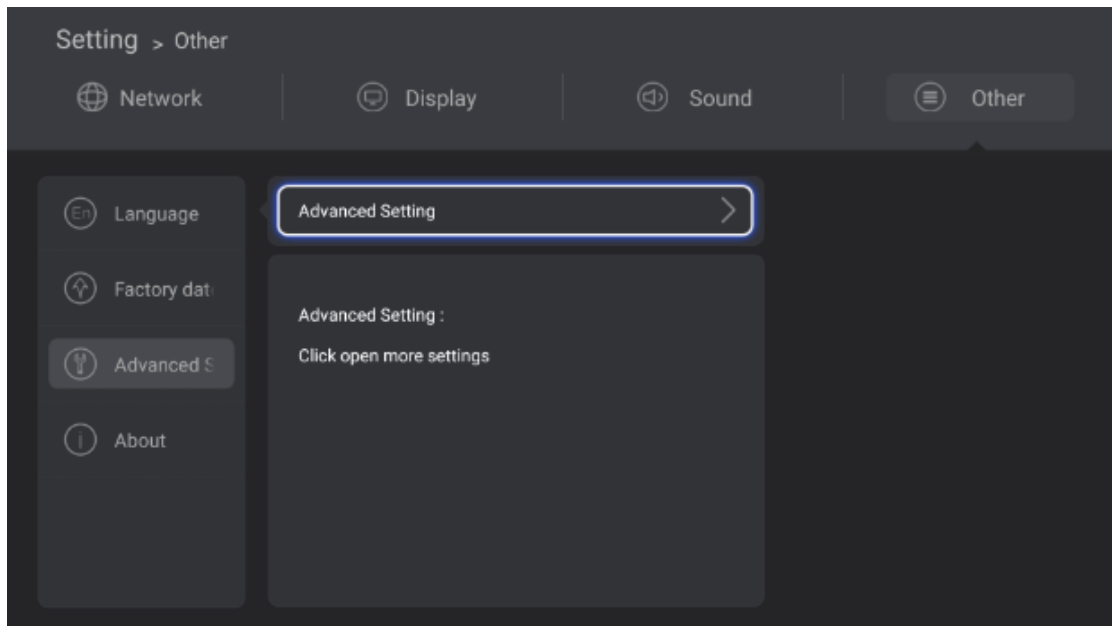 Setting > Other
Network Display Sound Other
En Language
Factory dat
Advanced S
i About
Advanced Setting
Advanced Setting :
Click open more settings